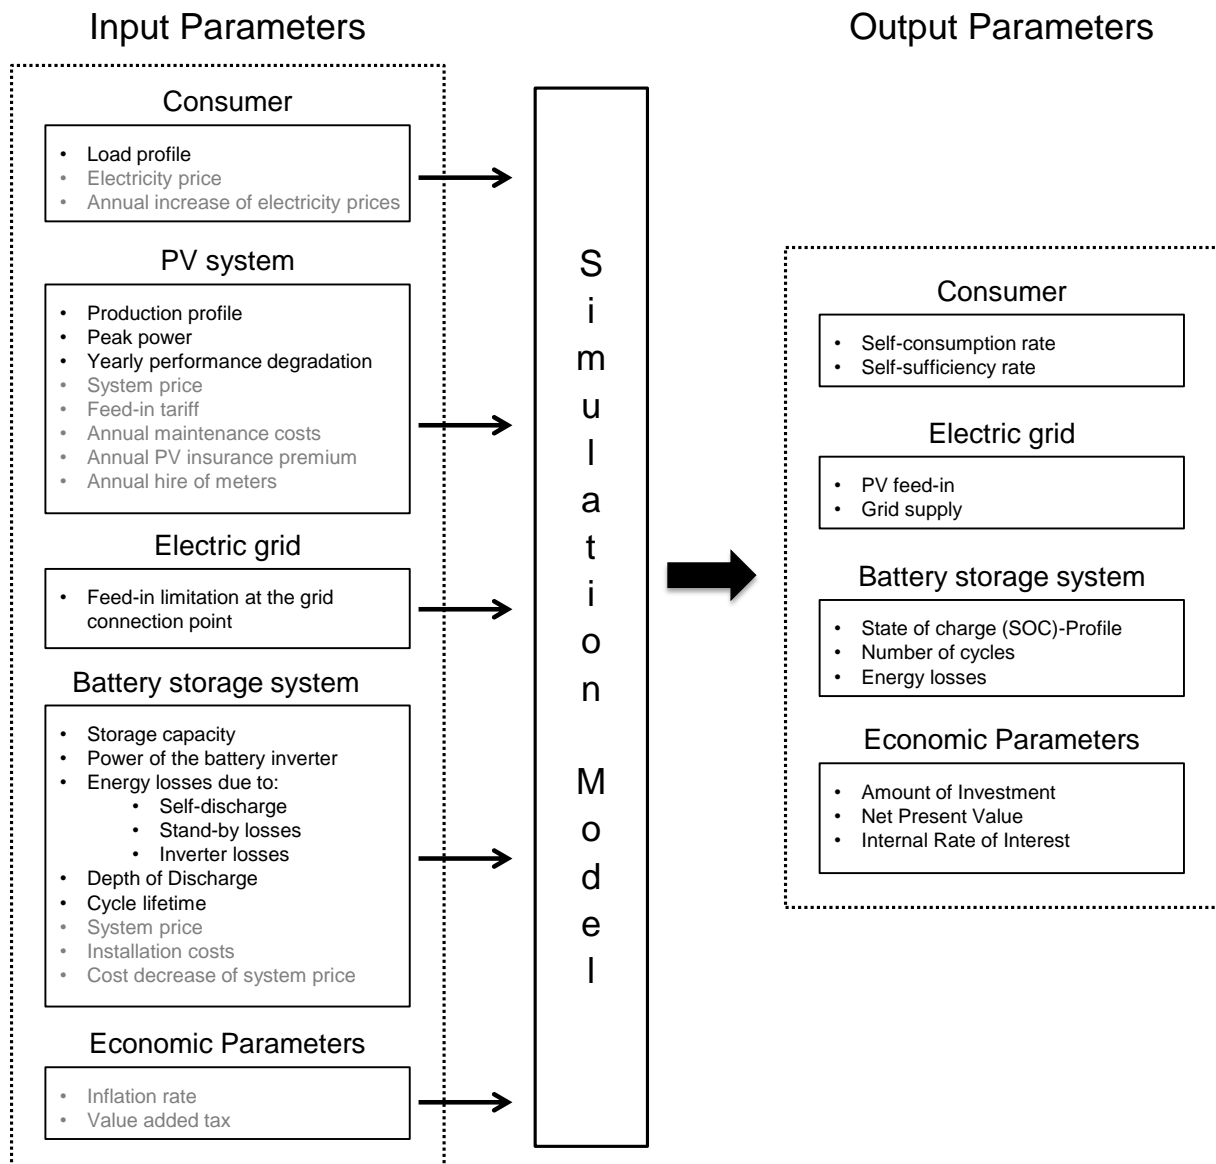 Input Parameters
Consumer
• Load profile
• Electricity price
• Annual increase of electricity prices
PV system
• Production profile
• Peak power
• Yearly performance degradation
• System price
• Feed-in tariff
• Annual maintenance costs
• Annual PV insurance premium
• Annual hire of meters
Electric grid
• Feed-in limitation at the grid
connection point
Battery storage system
• Storage capacity
• Power of the battery inverter
• Energy losses due to:
• Self-discharge
• Stand-by losses
• Inverter losses
• Depth of Discharge
• Cycle lifetime
• System price
• Installation costs
• Cost decrease of system price
Economic Parameters
• Inflation rate
• Value added tax
Simulation Model
Output Parameters
Consumer
• Self-consumption rate
• Self-sufficiency rate
Electric grid
• PV feed-in
• Grid supply
Battery storage system
• State of charge (SOC)-Profile
• Number of cycles
• Energy losses
Economic Parameters
• Amount of Investment
• Net Present Value
• Internal Rate of Interest